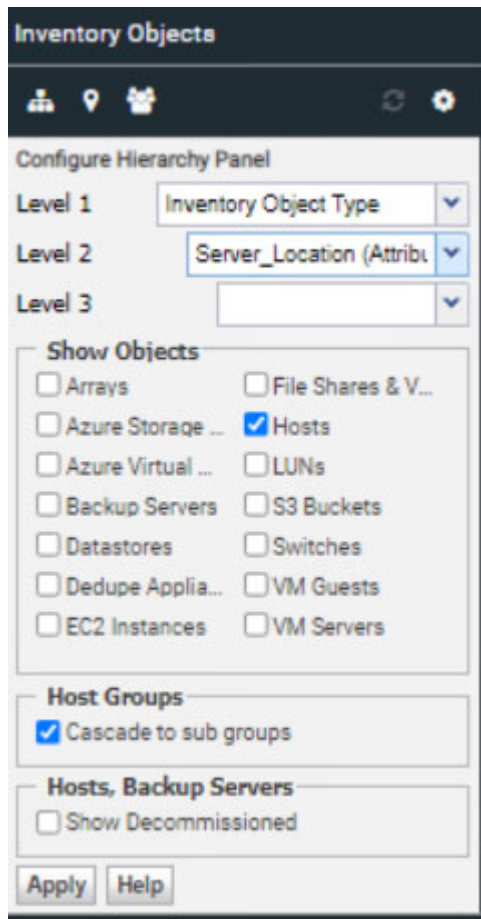 Inventory Objects
Configure Hierarchy Panel
Level 1 Inventory Object Type
Level 2 Server_Location (Attribu
Level 3
Show Objects
Arrays File Shares & V...
Azure Storage ... Hosts
Azure Virtual ... LUNs
Backup Servers S3 Buckets
Datastores Switches
Dedupe Applia... VM Guests
EC2 Instances VM Servers
Host Groups
Cascade to sub groups
Hosts, Backup Servers
Show Decommissioned
Apply Help